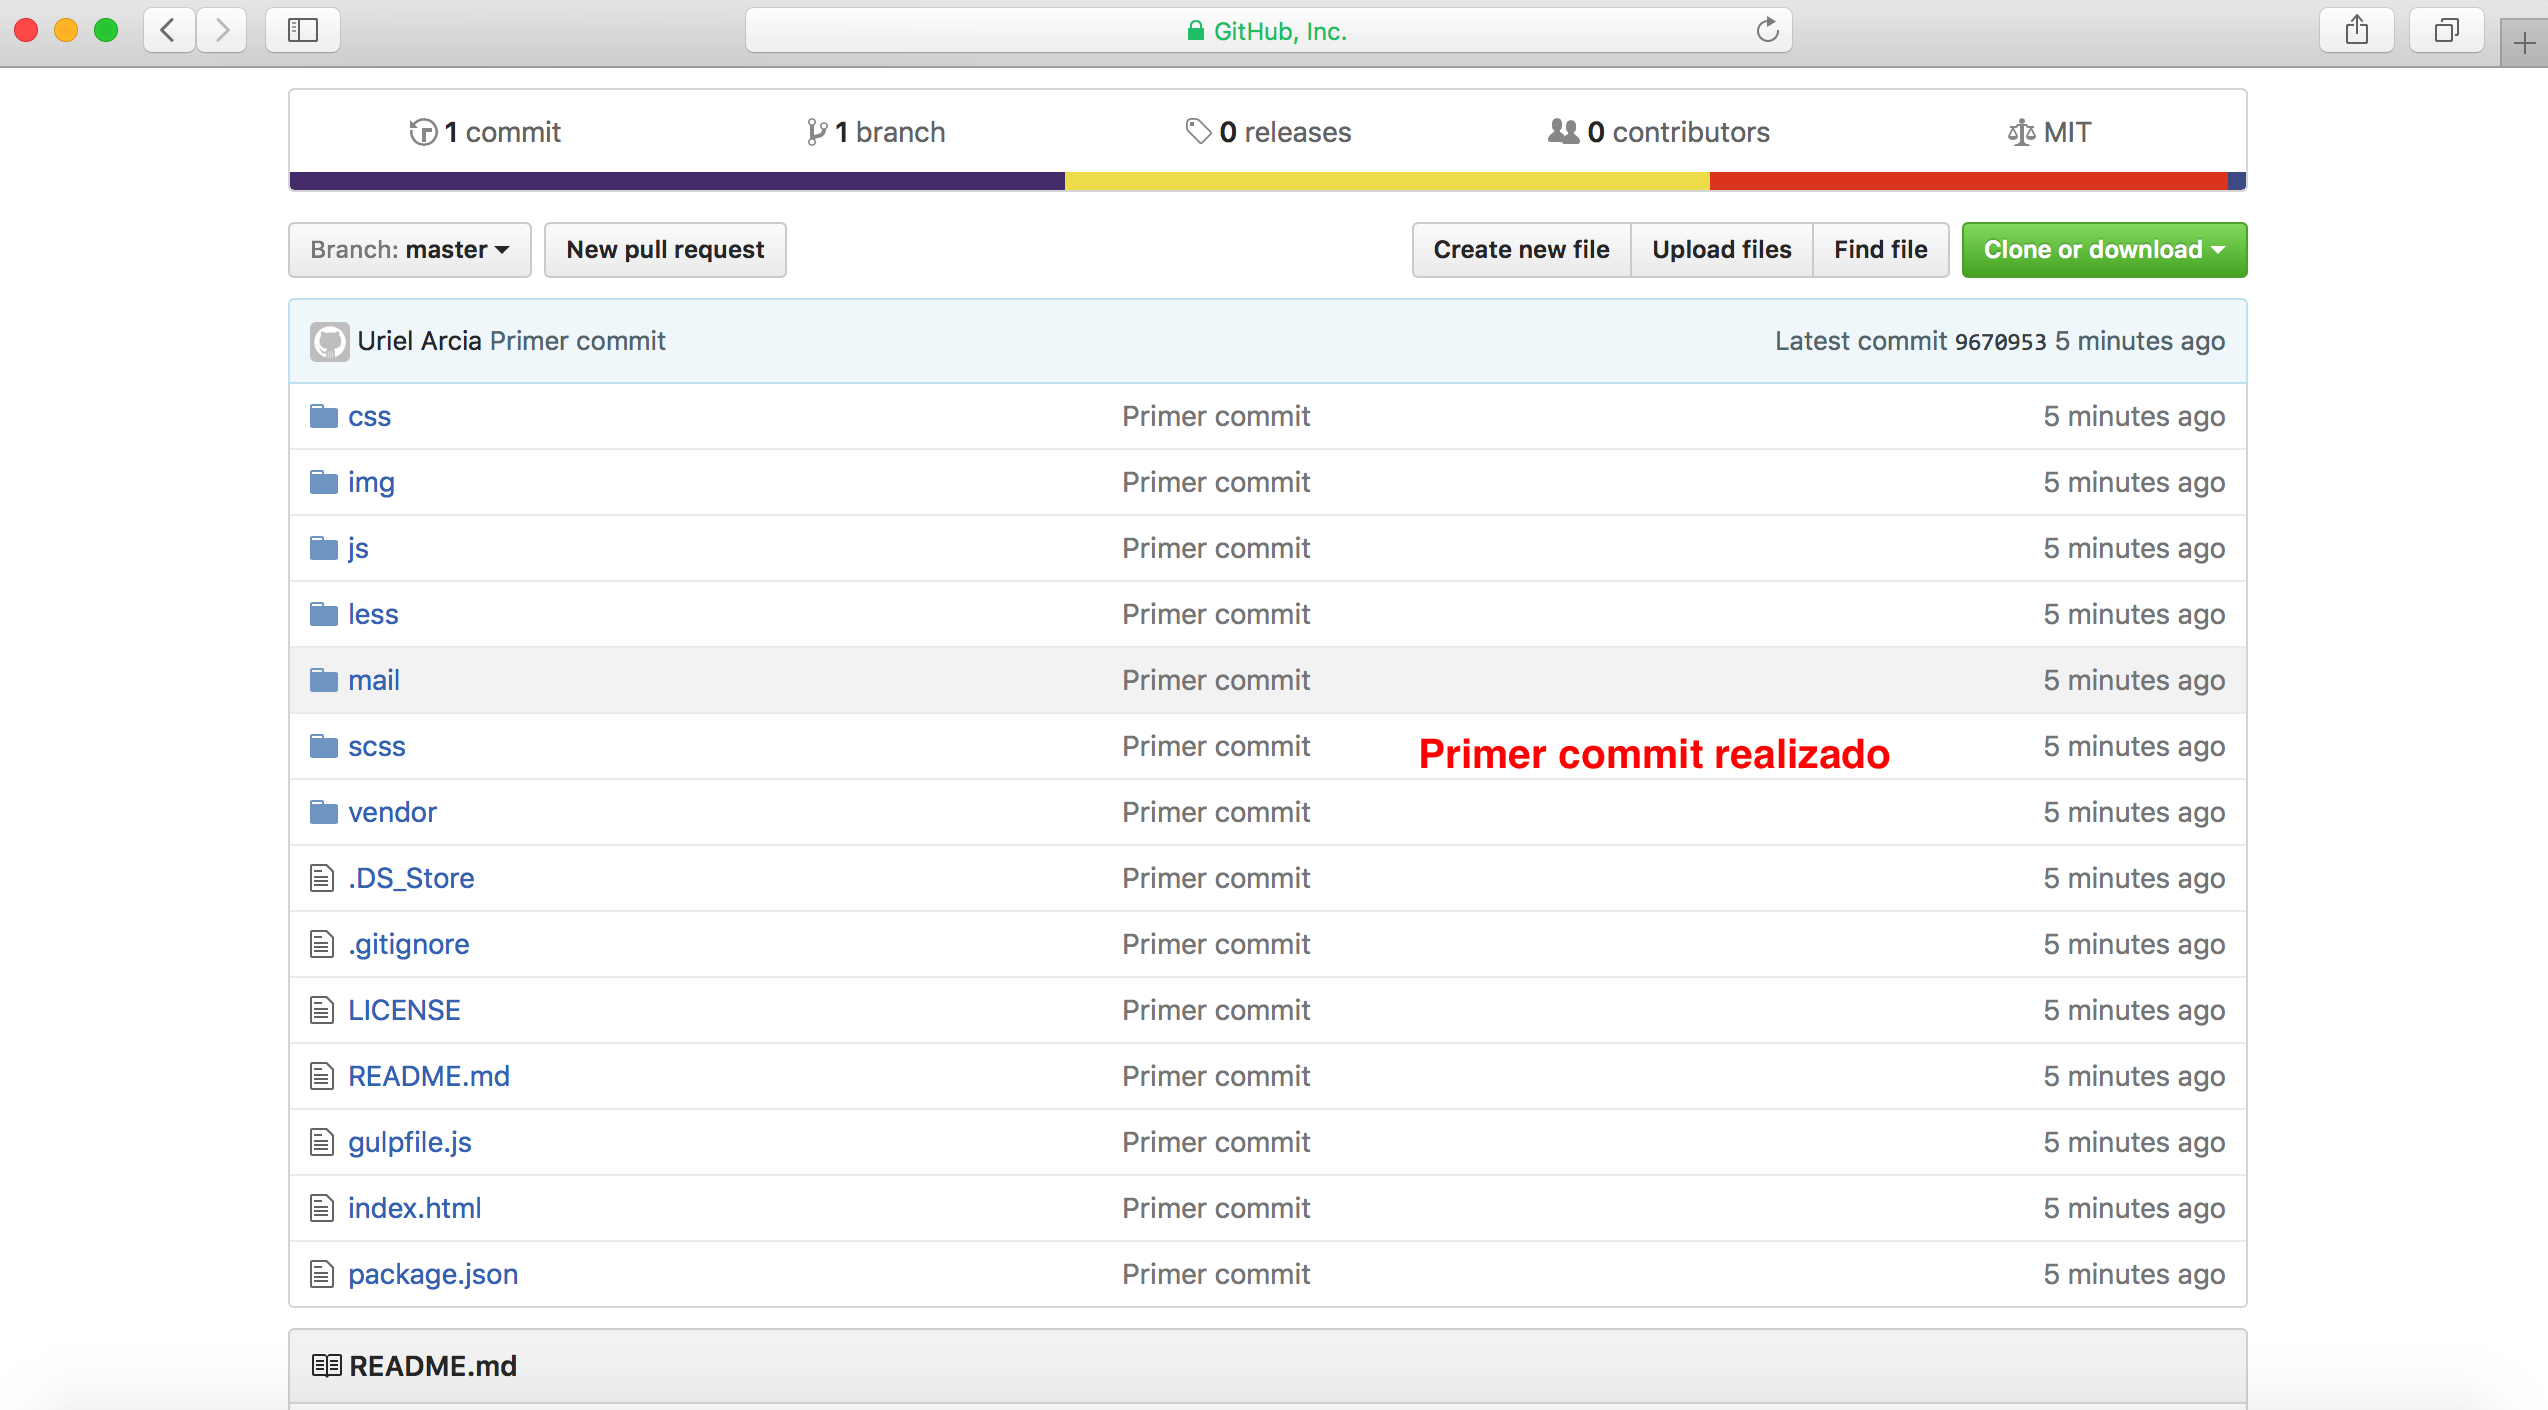 GitHub, Inc.
1 commit 1 branch 0 releases 0 contributors MIT
Branch: master New pull request Create new file Upload files Find file Clone or download
Uriel Arcia Primer commit Latest commit 9670953 5 minutes ago
css Primer commit 5 minutes ago
img Primer commit 5 minutes ago
js Primer commit 5 minutes ago
less Primer commit 5 minutes ago
mail Primer commit 5 minutes ago
scss Primer commit 5 minutes ago
Primer commit realizado
vendor Primer commit 5 minutes ago
.DS_Store Primer commit 5 minutes ago
.gitignore Primer commit 5 minutes ago
LICENSE Primer commit 5 minutes ago
README.md Primer commit 5 minutes ago
gulpfile.js Primer commit 5 minutes ago
index.html Primer commit 5 minutes ago
package.json Primer commit 5 minutes ago
README.md